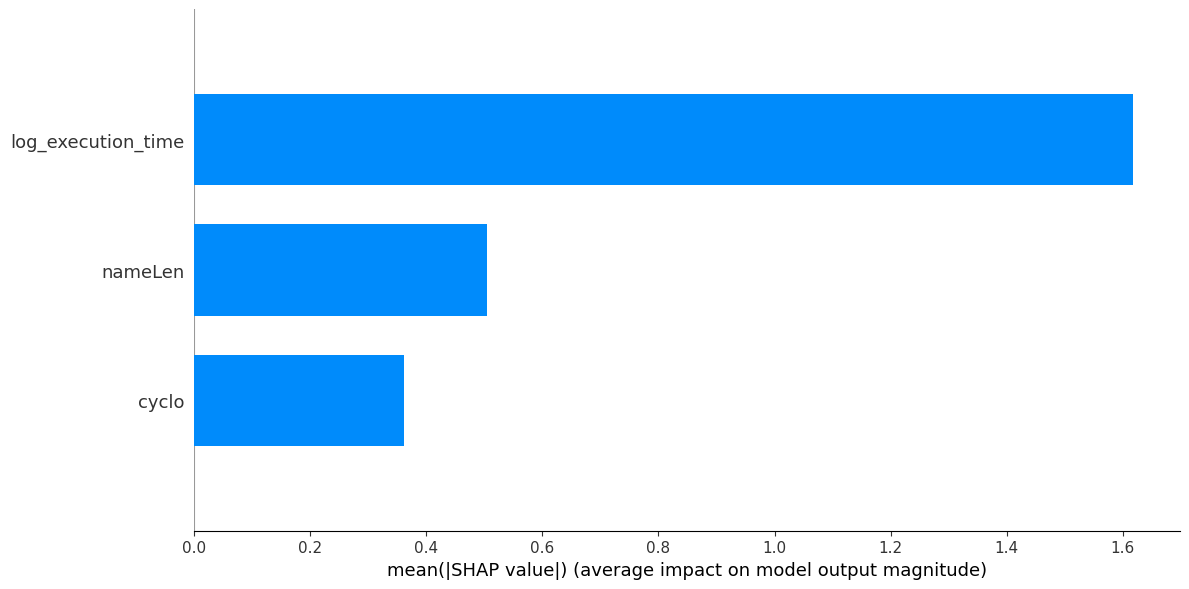 log_execution_time
nameLen
cyclo
0.0 0.2 0.4 0.6 0.8 1.0 1.2 1.4 1.6
mean(|SHAP value|) (average impact on model output magnitude)